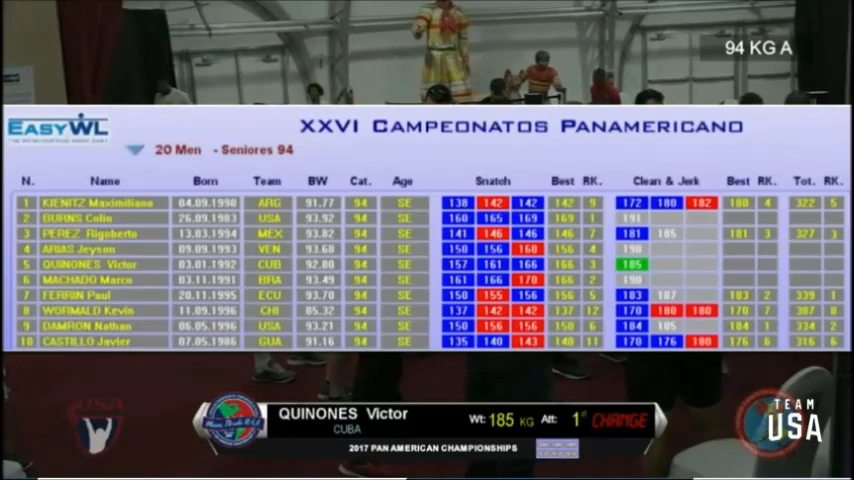 94 KG A
EASYWL
XXVI CAMPEONATOS PANAMERICANO
20 Men - Seniores 94
N. Name Born Team BW Cat. Age Snatch Best RK. Clean & Jerk Best RK. Tot. RK.
1 KIENITZ Maximiliano 04.09.1990 ARG 91.77 94 SE 138 142 142 142 9 172 180 182 180 4 322 5
2 BURNS Colin 26.09.1983 USA 93.92 94 SE 160 165 169 169 1 191
3 PEREZ Rigoberto 13.03.1994 MEX 93.82 94 SE 141 146 146 146 7 181 185 181 3 327 3
4 ARIAS Jeyson 09.09.1993 VEN 93.60 94 SE 150 156 160 156 4 190
5 QUINONES Victor 03.01.1992 CUB 92.80 94 SE 157 161 166 166 3 185
6 MACHADO Marco 03.11.1991 BRA 93.49 94 SE 161 166 170 166 2 190
7 FERRIN Paul 20.11.1995 ECU 93.70 94 SE 150 155 156 156 5 183 187 183 2 339 1
8 WORMALD Kevin 11.09.1996 CHI 85.32 94 SE 137 142 142 137 12 170 180 180 170 7 307 8
9 DAMRON Nathan 06.05.1996 USA 93.21 94 SE 150 156 156 150 6 184 185 184 1 334 2
10 CASTILLO Javier 07.05.1986 GUA 91.16 94 SE 135 140 143 140 11 170 176 180 176 6 316 6
QUINONES Victor Wt: 185 KG Att: 1st CHANGE
CUBA
2017 PAN AMERICAN CHAMPIONSHIPS
USA
TEAM
USA